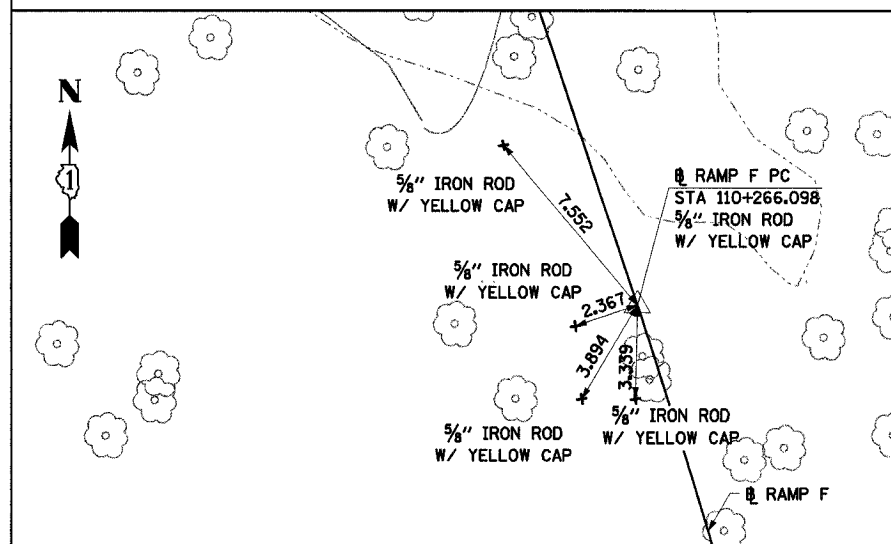 N
1
5/8" IRON ROD
W/ YELLOW CAP
7.552
℄ RAMP F PC
STA 110+266.098
5/8" IRON ROD
W/ YELLOW CAP
5/8" IRON ROD
W/ YELLOW CAP
2.367
3.894
3.339
5/8" IRON ROD
W/ YELLOW CAP
5/8" IRON ROD
W/ YELLOW CAP
℄ RAMP F